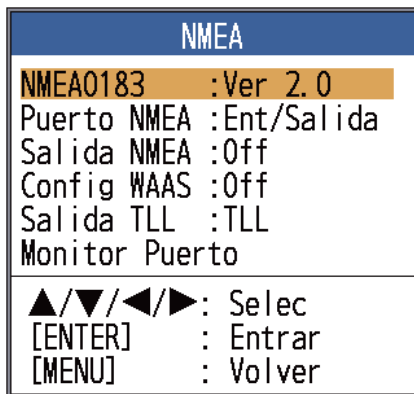 NMEA
NMEA0183 :Ver 2.0
Puerto NMEA :Ent/Salida
Salida NMEA :Off
Config WAAS :Off
Salida TLL :TLL
Monitor Puerto
▲/▼/◀/▶: Selec
[ENTER] : Entrar
[MENU] : Volver